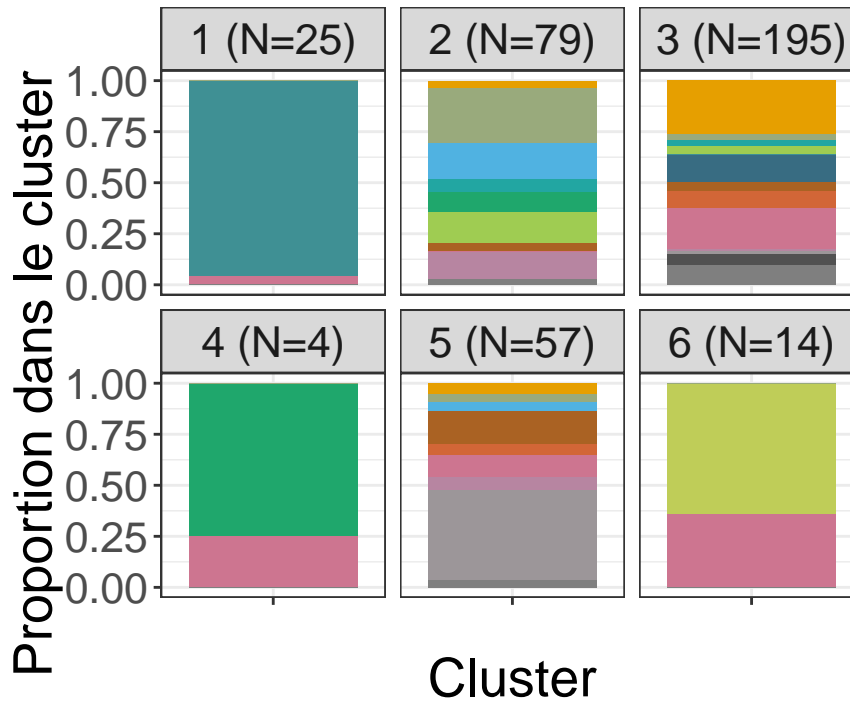 Proportion dans le cluster
1 (N=25)
2 (N=79)
3 (N=195)
1.00
0.75
0.50
0.25
0.00
4 (N=4)
5 (N=57)
6 (N=14)
1.00
0.75
0.50
0.25
0.00
Cluster